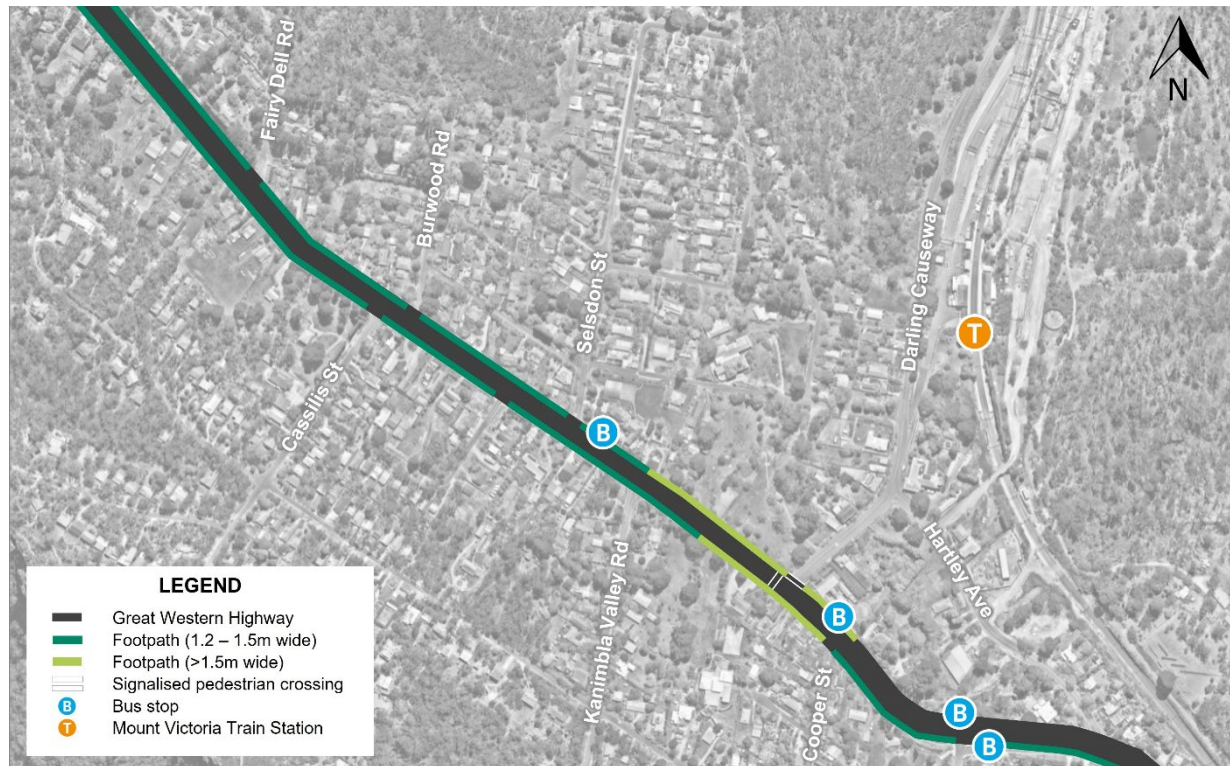 Fairy Dell Rd
Burwood Rd
Selsdon St
Darling Causeway
N
T
Cassilis St
B
Hartley Ave
B
Kanimbla Valley Rd
Cooper St
B
B
LEGEND
Great Western Highway
Footpath (1.2 – 1.5m wide)
Footpath (>1.5m wide)
Signalised pedestrian crossing
B Bus stop
T Mount Victoria Train Station